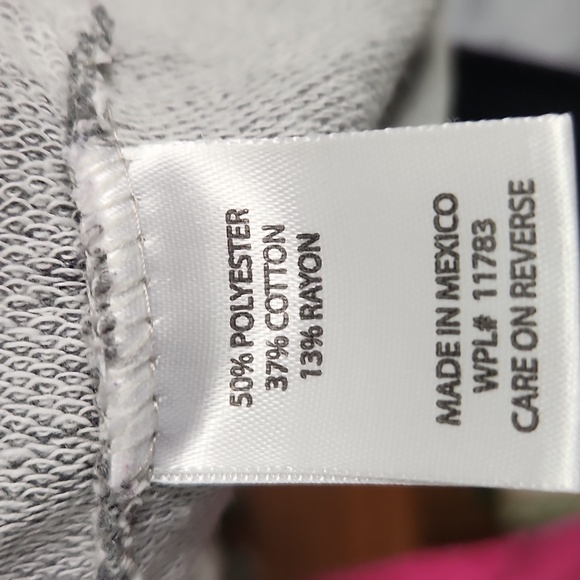 50% POLYESTER
37% COTTON
13% RAYON
MADE IN MEXICO
WPL# 11783
CARE ON REVERSE